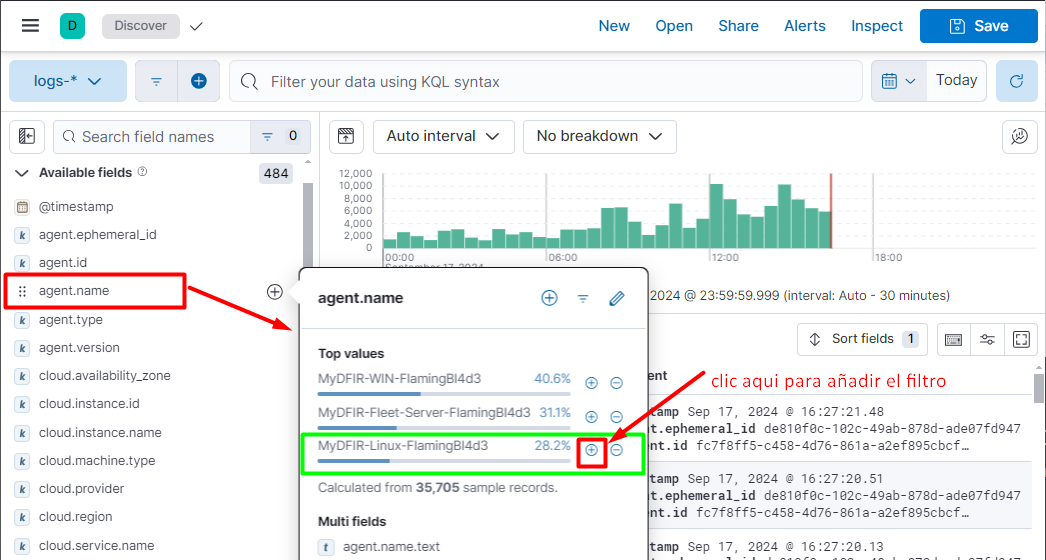 D Discover New Open Share Alerts Inspect Save
logs-* Filter your data using KQL syntax Today
Search field names 0 Auto interval No breakdown
Available fields 484
@timestamp
agent.ephemeral_id
agent.id
agent.name
agent.type
agent.version
cloud.availability_zone
cloud.instance.id
cloud.instance.name
cloud.machine.type
cloud.provider
cloud.region
cloud.service.name
12,000
10,000
8,000
6,000
4,000
2,000
0
00:00 06:00 12:00 18:00
September 17, 2024
2024 @ 23:59:59.999 (interval: Auto - 30 minutes)
agent.name
Top values
MyDFIR-WIN-FlamingBl4d3 40.6%
MyDFIR-Fleet-Server-FlamingBl4d3 31.1%
MyDFIR-Linux-FlamingBl4d3 28.2%
Calculated from 35,705 sample records.
Multi fields
t agent.name.text
Sort fields 1
clic aqui para añadir el filtro
ent
stamp Sep 17, 2024 @ 16:27:21.48
nt.ephemeral_id de810f0c-102c-49ab-878d-ade07fd947
nt.id fc7f8ff5-c458-4d76-861a-a2ef895cbcf…
stamp Sep 17, 2024 @ 16:27:20.51
nt.ephemeral_id de810f0c-102c-49ab-878d-ade07fd947
nt.id fc7f8ff5-c458-4d76-861a-a2ef895cbcf…
stamp Sep 17, 2024 @ 16:27:20.13